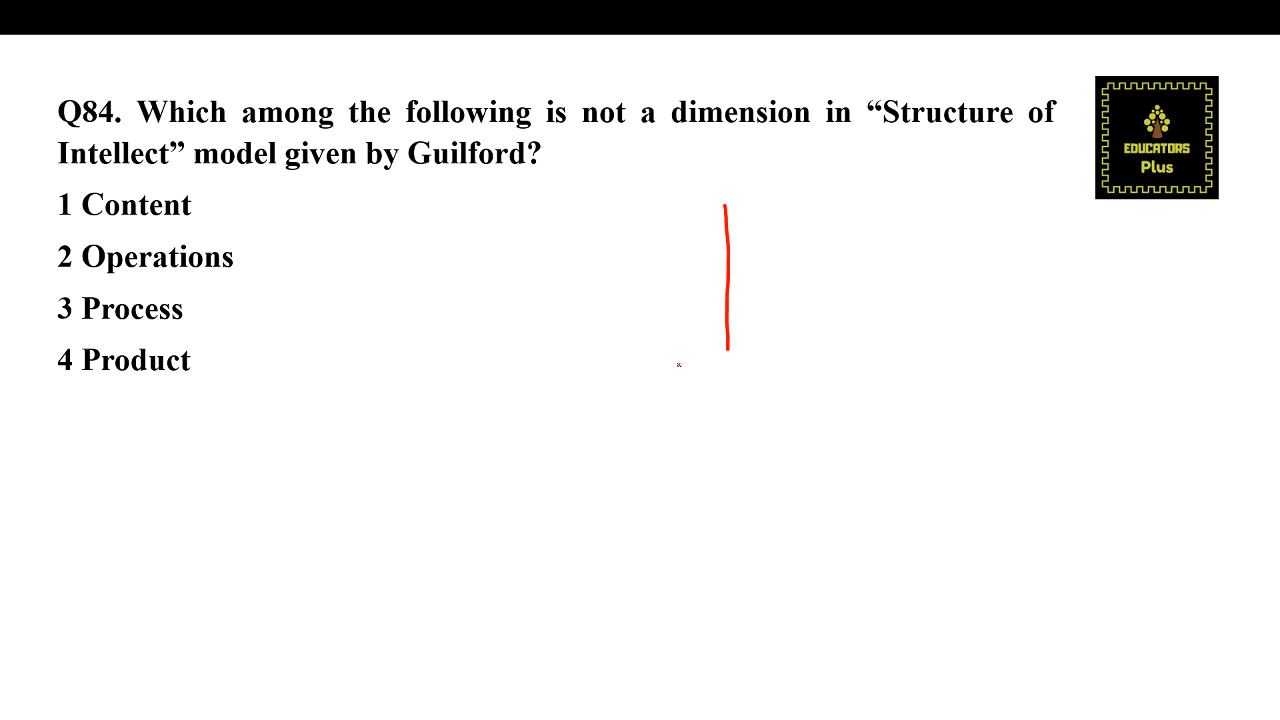 Q84. Which among the following is not a dimension in “Structure of
Intellect” model given by Guilford?
1 Content
2 Operations
3 Process
4 Product
EDUCATORS
Plus